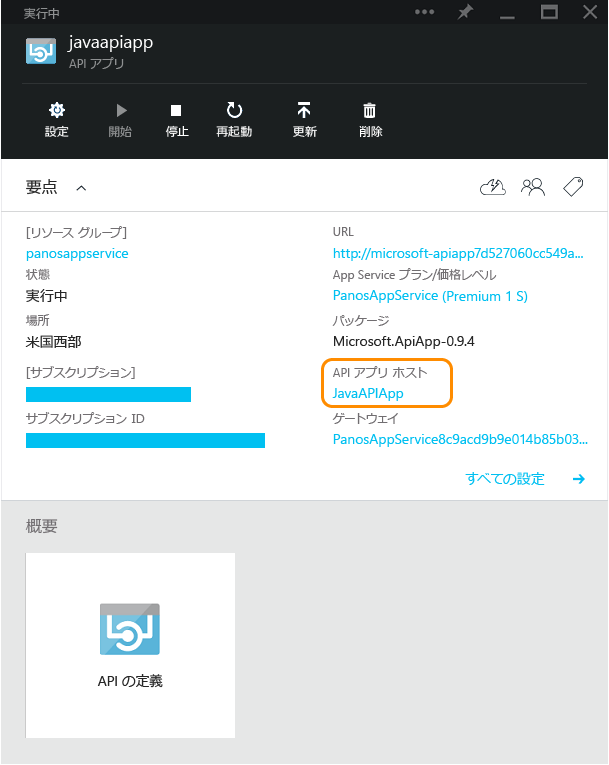 実行中
javaapiapp
API アプリ
設定
開始
停止
再起動
更新
削除
要点
[リソース グループ]
panosappservice
状態
実行中
場所
米国西部
[サブスクリプション]
サブスクリプション ID
URL
http://microsoft-apiapp7d527060cc549a...
App Service プラン/価格レベル
PanosAppService (Premium 1 S)
パッケージ
Microsoft.ApiApp-0.9.4
API アプリ ホスト
JavaAPIApp
ゲートウェイ
PanosAppService8c9acd9b9e014b85b03...
すべての設定
概要
API の定義